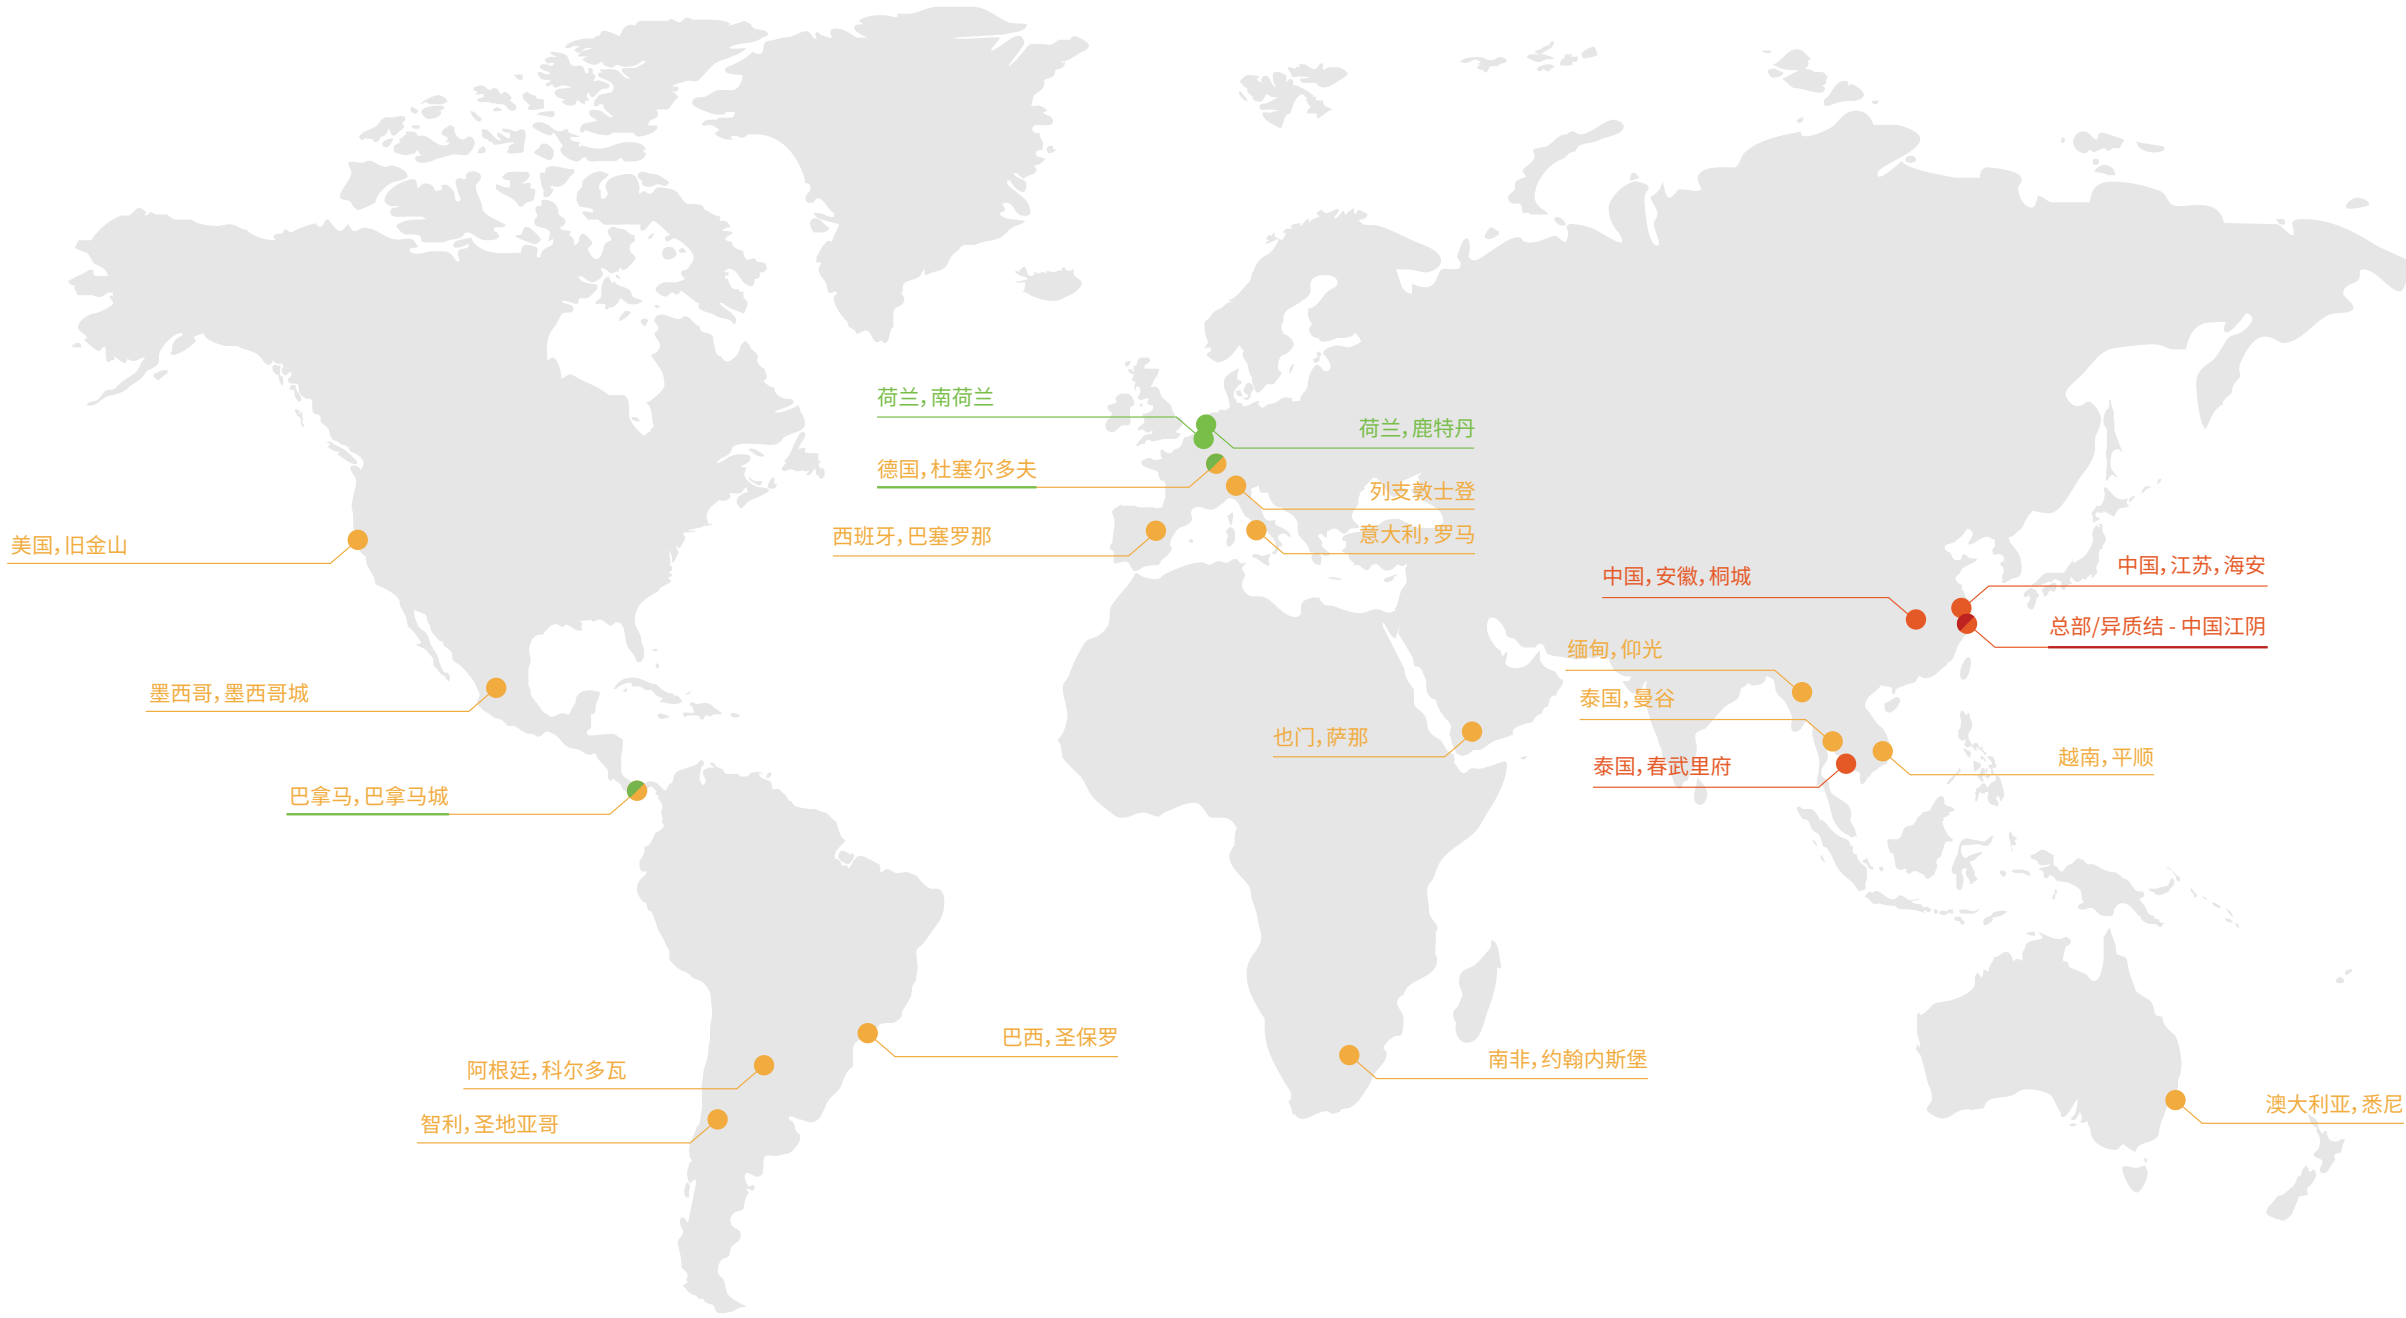 荷兰，南荷兰
荷兰，鹿特丹
德国，杜塞尔多夫
列支敦士登
西班牙，巴塞罗那
意大利，罗马
美国，旧金山
中国，江苏，海安
中国，安徽，桐城
总部/异质结 - 中国江阴
缅甸，仰光
墨西哥，墨西哥城
泰国，曼谷
也门，萨那
越南，平顺
泰国，春武里府
巴拿马，巴拿马城
巴西，圣保罗
南非，约翰内斯堡
阿根廷，科尔多瓦
澳大利亚，悉尼
智利，圣地亚哥